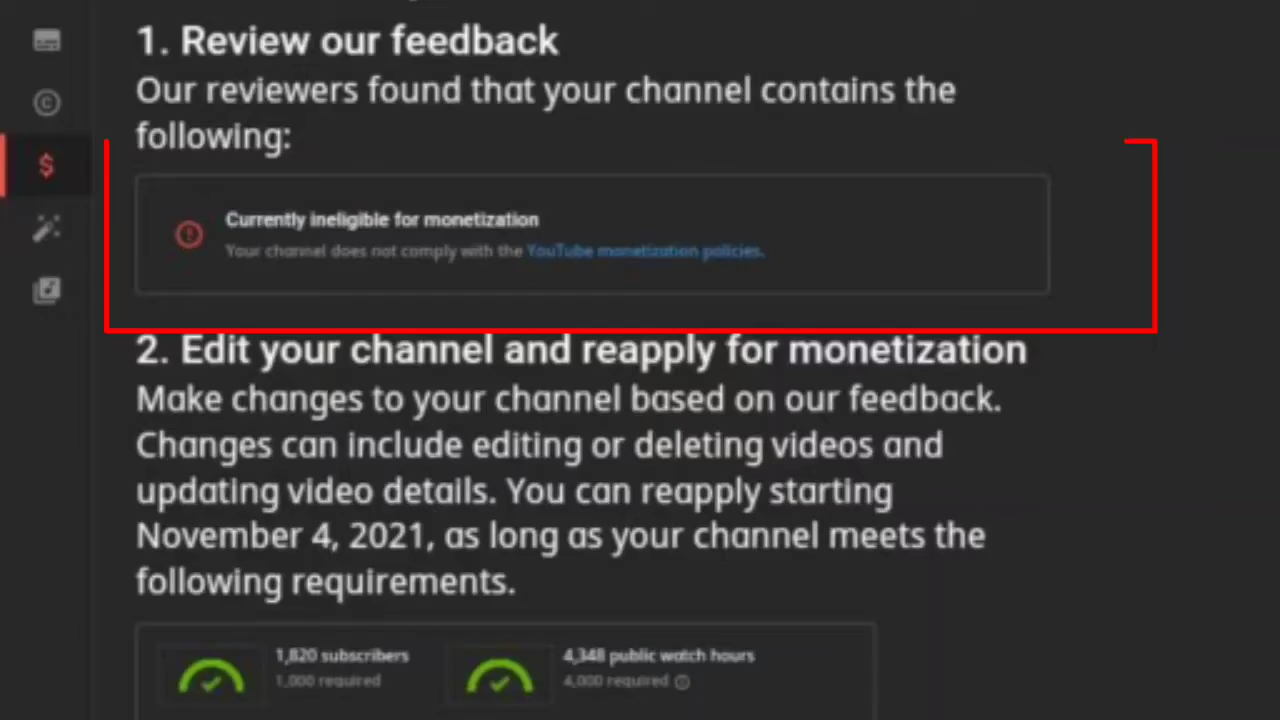 1. Review our feedback
Our reviewers found that your channel contains the
following:
Currently ineligible for monetization
Your channel does not comply with the YouTube monetization policies.
2. Edit your channel and reapply for monetization
Make changes to your channel based on our feedback.
Changes can include editing or deleting videos and
updating video details. You can reapply starting
November 4, 2021, as long as your channel meets the
following requirements.
1,820 subscribers
1,000 required
4,348 public watch hours
4,000 required